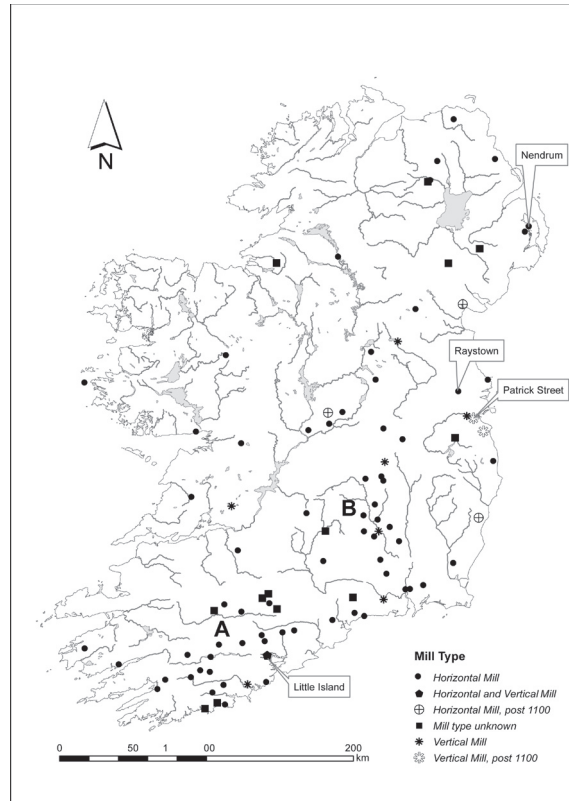 N
Nendrum
Raystown
Patrick Street
B
A
Little Island
Mill Type
Horizontal Mill
Horizontal and Vertical Mill
Horizontal Mill, post 1100
Mill type unknown
Vertical Mill
Vertical Mill, post 1100
0 50 1 00 200
km